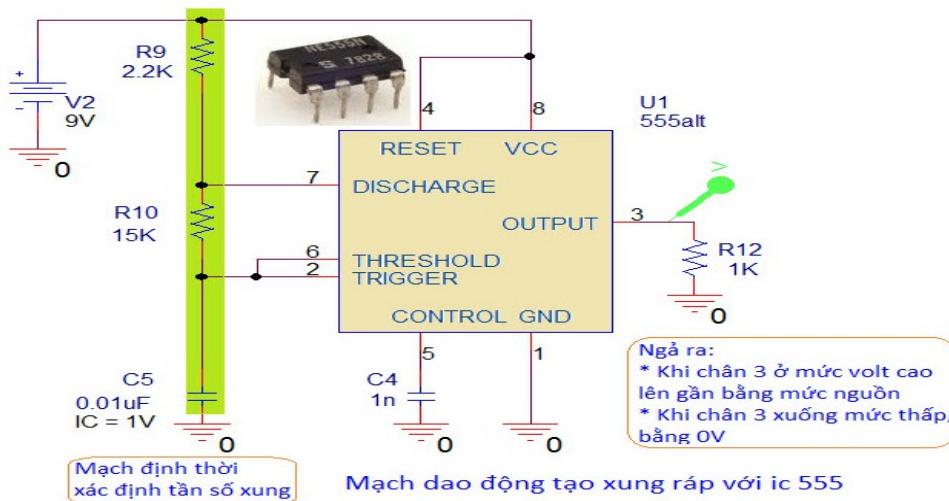 R9
2.2K
+
-
V2
9V
0
NE555N
S 7828
4
8
U1
555alt
RESET VCC
7
DISCHARGE
R10
15K
OUTPUT
3
6
THRESHOLD
2
TRIGGER
R12
1K
0
CONTROL GND
5
1
C5
0.01uF
IC = 1V
0
C4
1n
0
0
Ngả ra:
* Khi chân 3 ở mức volt cao
lên gần bằng mức nguồn
* Khi chân 3 xuống mức thấp,
bằng 0V
Mạch định thời
xác định tần số xung
Mạch dao động tạo xung ráp với ic 555
V